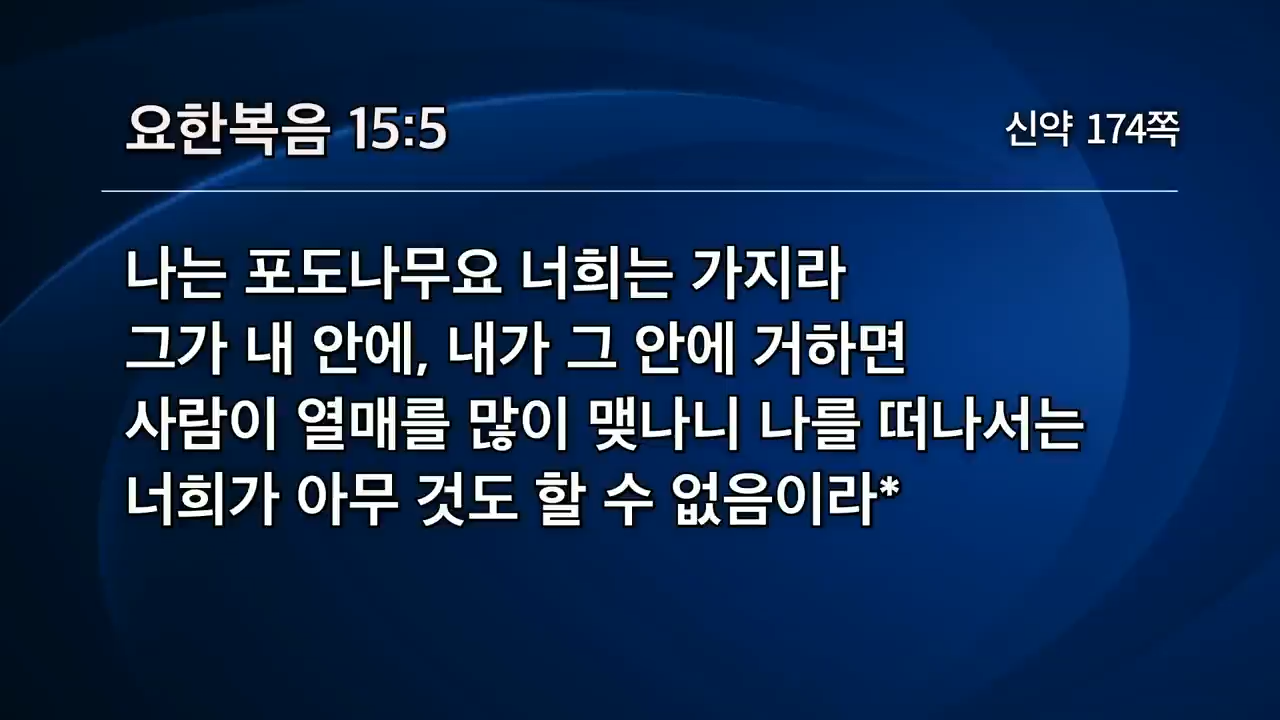 요한복음 15:5
신약 174쪽
나는 포도나무요 너희는 가지라
그가 내 안에, 내가 그 안에 거하면
사람이 열매를 많이 맺나니 나를 떠나서는
너희가 아무 것도 할 수 없음이라*